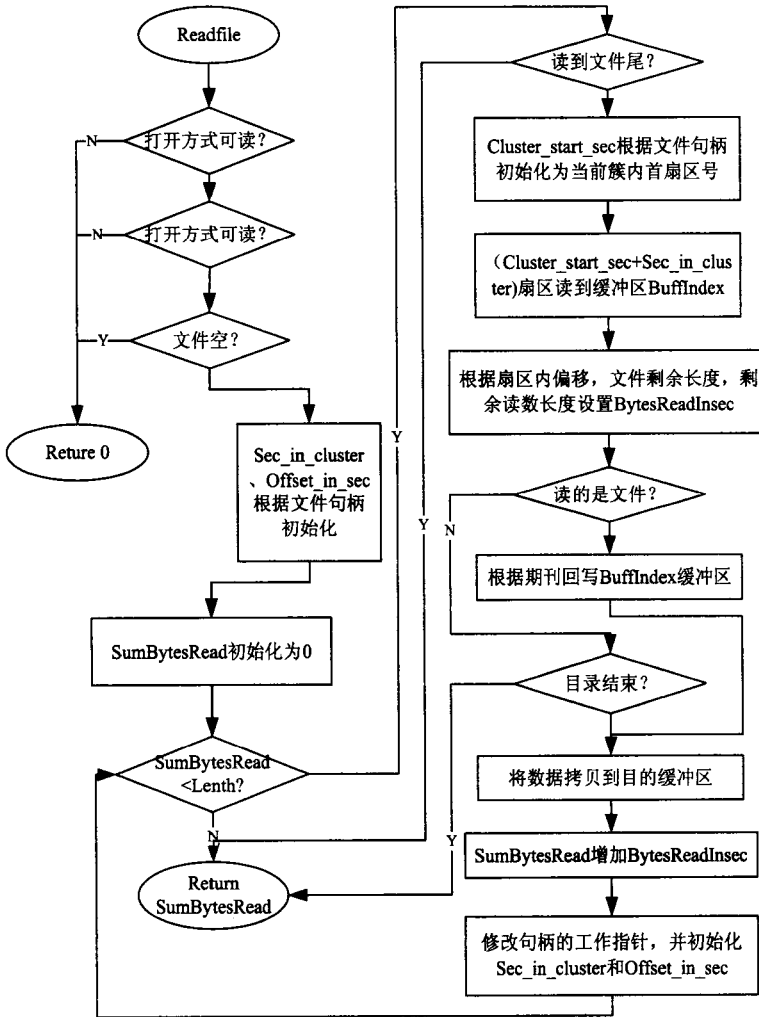 Readfile
打开方式可读?
N
打开方式可读?
N
文件空?
Y
Reture 0
Sec_in_cluster
、Offset_in_sec
根据文件句柄
初始化
SumBytesRead初始化为0
SumBytesRead
<Lenth?
Y
N
Return
SumBytesRead
读到文件尾?
Y
Cluster_start_sec根据文件句柄
初始化为当前簇内首扇区号
（Cluster_start_sec+Sec_in_clus
ter)扇区读到缓冲区BuffIndex
根据扇区内偏移，文件剩余长度，剩
余读数长度设置BytesReadInsec
读的是文件?
N
根据期刊回写BuffIndex缓冲区
目录结束?
Y
将数据拷贝到目的缓冲区
SumBytesRead增加BytesReadInsec
修改句柄的工作指针，并初始化
Sec_in_cluster和Offset_in_sec